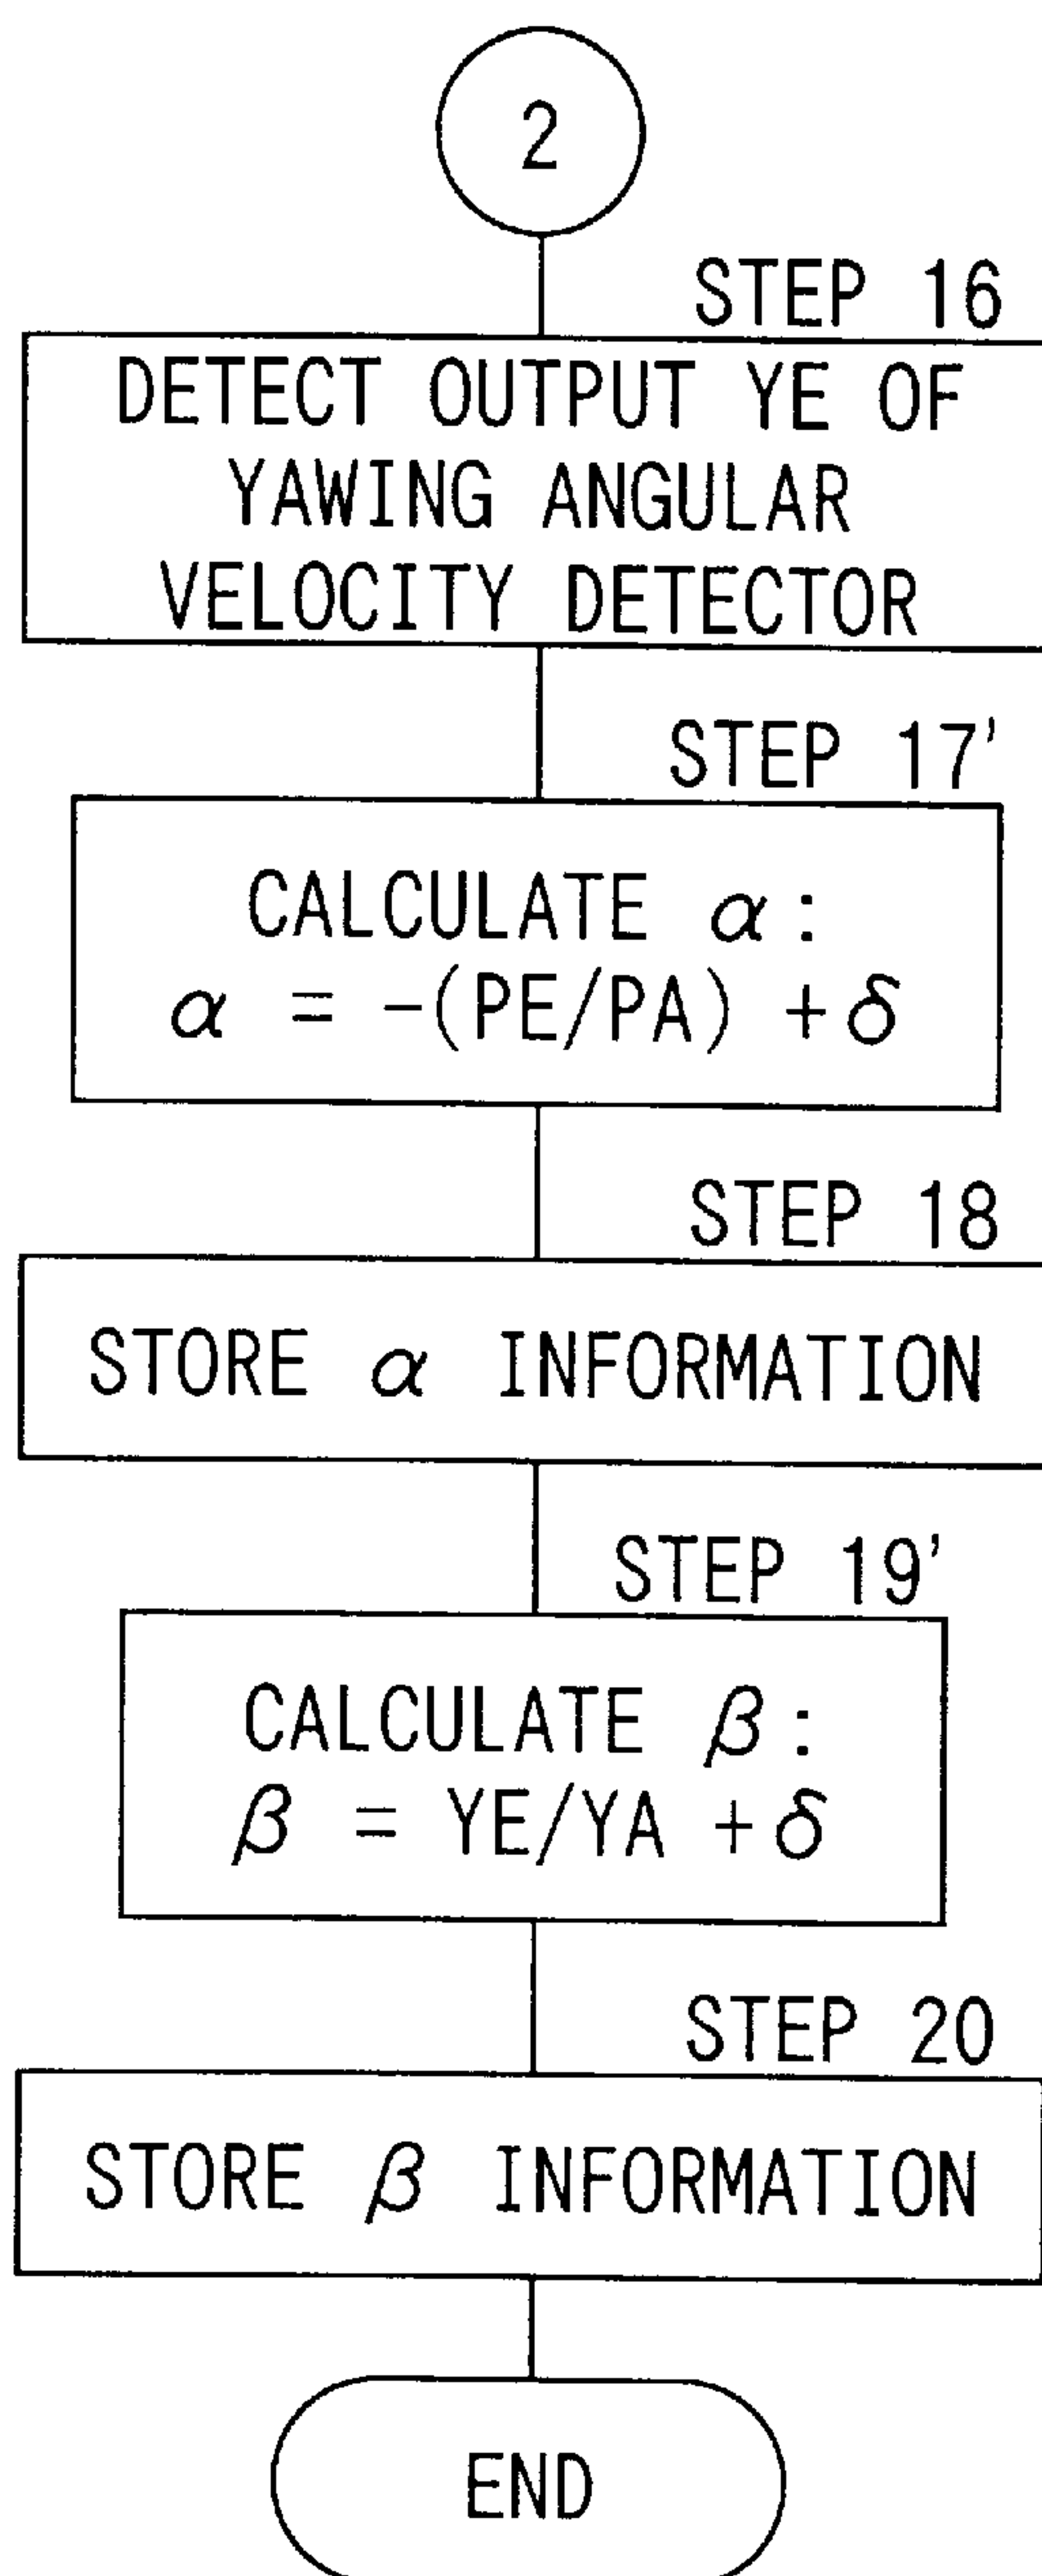 2
STEP 16
DETECT OUTPUT YE OF
YAWING ANGULAR
VELOCITY DETECTOR
STEP 17'
CALCULATE α:
α = -(PE/PA) +δ
STEP 18
STORE α INFORMATION
STEP 19'
CALCULATE β:
β = YE/YA +δ
STEP 20
STORE β INFORMATION
END